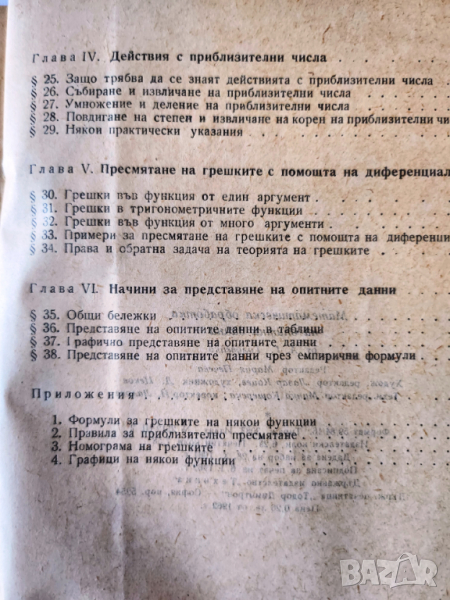 Глава IV. Действия с приблизителни числа
§ 25. Защо трябва да се знаят действията с приблизителни числа
§ 26. Събиране и извличане на приблизителни числа
§ 27. Умножение и деление на приблизителни числа
§ 28. Повдигане на степен и извличане на корен на приблизителни чи
§ 29. Някои практически указания
Глава V. Пресмятане на грешките с помошта на диференциал
§ 30. Грешки във функция от един аргумент
§ 31. Грешки в тригонометричните функции
§ 32. Грешки във функция от много аргументи
§ 33. Примери за пресмятане на грешките с помошта на диференци
§ 34. Права и обратна задача на теорията на грешките
Глава VI. Начини за представяне на опитните данни
§ 35. Общи бележки
§ 36. Представяне на опитните данни в таблици
§ 37. Графично представяне на опитните данни
§ 38. Представяне на опитните данни чрез емпирични формули
Приложения
1. Формули за грешките на някои функции
2. Правила за приблизително пресмятане
3. Номограма на грешките
4. Графици на някои функции
bazar.bg